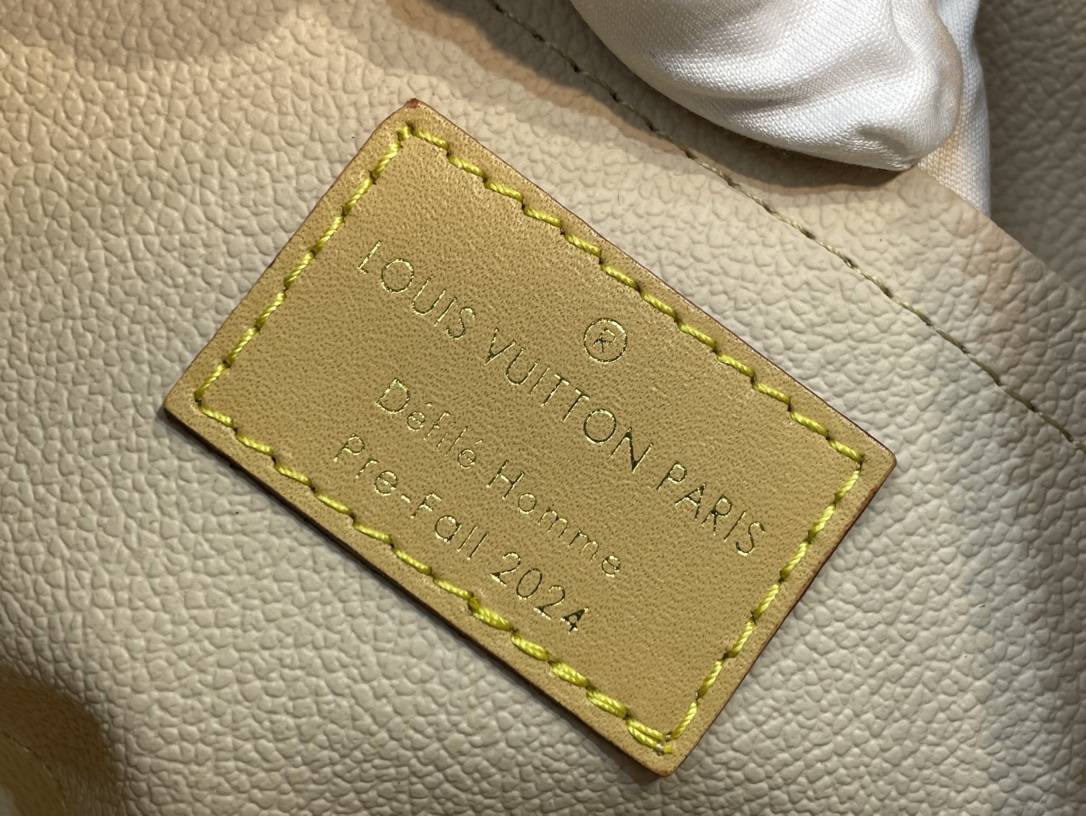 ®
LOUIS VUITTON PARIS
Défilé Homme
Pre-Fall 2024